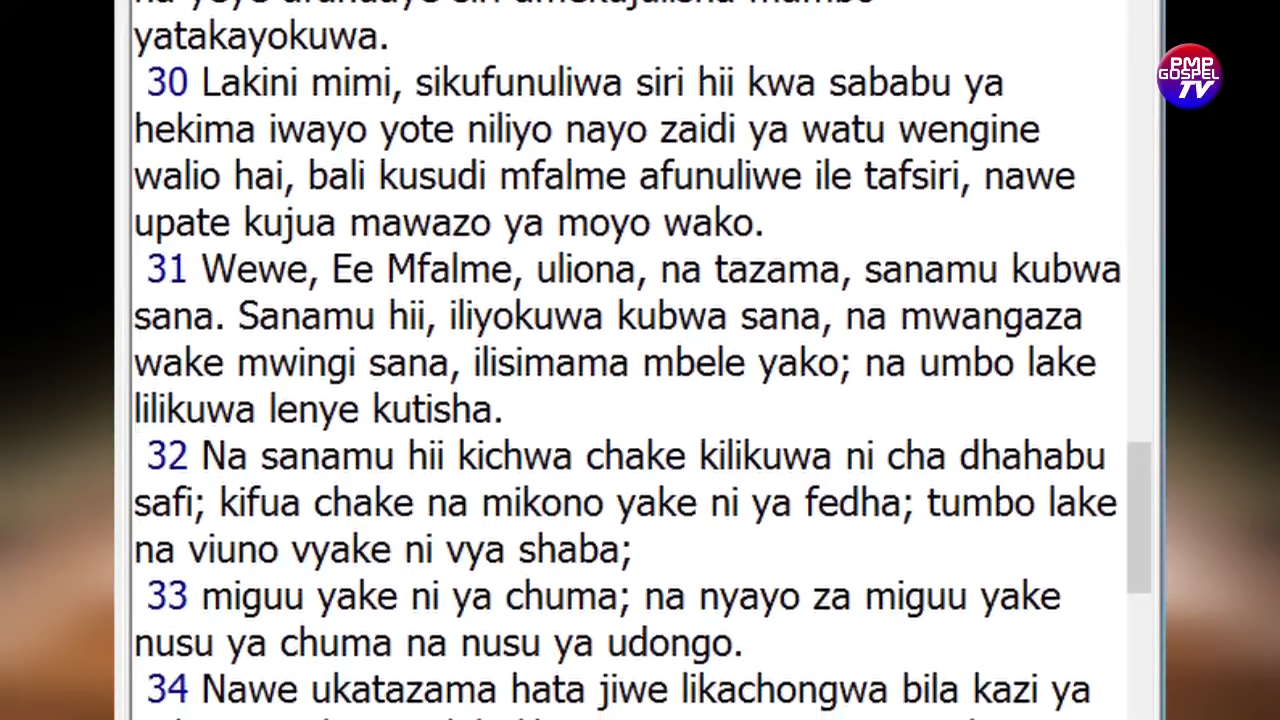 yatakayokuwa.
30 Lakini mimi, sikufunuliwa siri hii kwa sababu ya
hekima iwayo yote niliyo nayo zaidi ya watu wengine
walio hai, bali kusudi mfalme afunuliwe ile tafsiri, nawe
upate kujua mawazo ya moyo wako.
31 Wewe, Ee Mfalme, uliona, na tazama, sanamu kubwa
sana. Sanamu hii, iliyokuwa kubwa sana, na mwangaza
wake mwingi sana, ilisimama mbele yako; na umbo lake
lilikuwa lenye kutisha.
32 Na sanamu hii kichwa chake kilikuwa ni cha dhahabu
safi; kifua chake na mikono yake ni ya fedha; tumbo lake
na viuno vyake ni vya shaba;
33 miguu yake ni ya chuma; na nyayo za miguu yake
nusu ya chuma na nusu ya udongo.
34 Nawe ukatazama hata jiwe likachongwa bila kazi ya
PMP
GOSPEL
TV